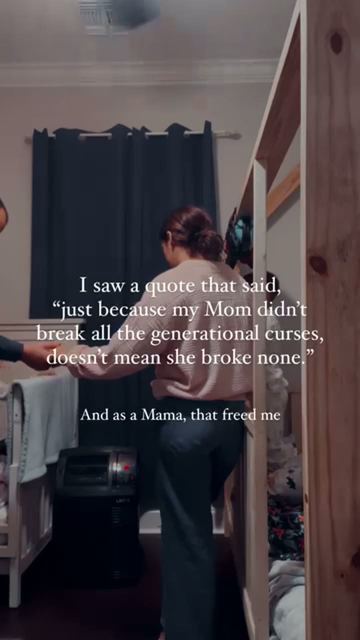 I saw a quote that said,
“just because my Mom didn’t
break all the generational curses,
doesn’t mean she broke none.”
And as a Mama, that freed me